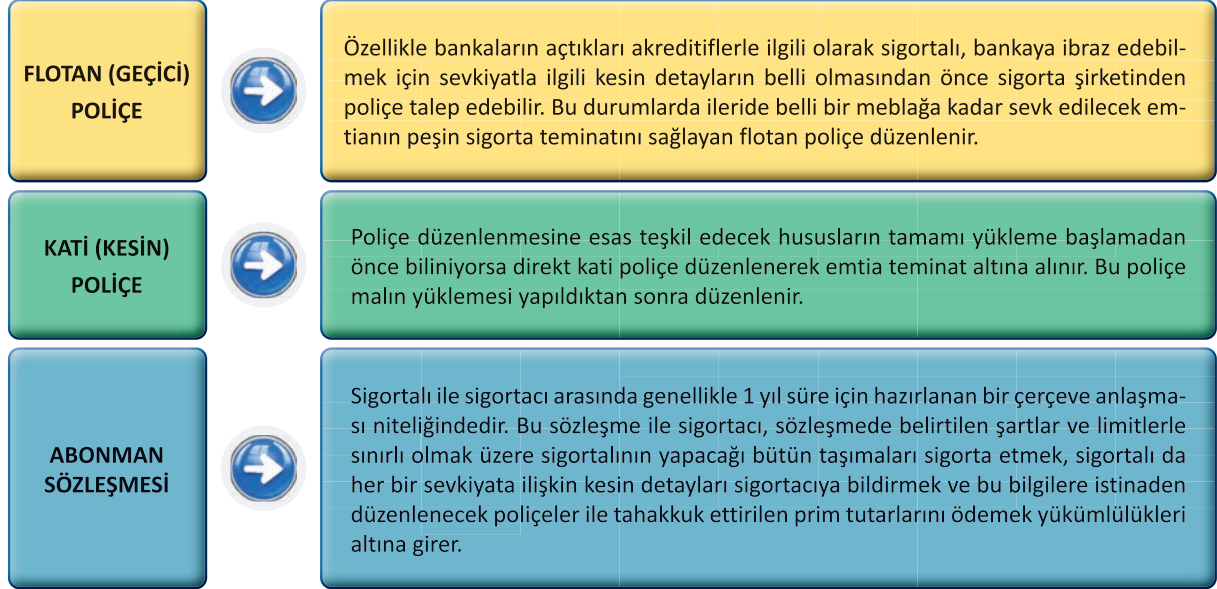 FLOTAN (GEÇİCİ)
POLİÇE
Özellikle bankaların açtıkları akreditiflerle ilgili olarak sigortalı, bankaya ibraz edebil-
mek için sevkiyatla ilgili kesin detayların belli olmasından önce sigorta şirketinden
poliçe talep edebilir. Bu durumlarda ileride belli bir meblağa kadar sevk edilecek em-
tianın peşin sigorta teminatını sağlayan flotan poliçe düzenlenir.
KATİ (KESİN)
POLİÇE
Poliçe düzenlenmesine esas teşkil edecek hususların tamamı yükleme başlamadan
önce biliniyorsa direkt kati poliçe düzenlenerek emtia teminat altına alınır. Bu poliçe
malın yüklemesi yapıldıktan sonra düzenlenir.
ABONMAN
SÖZLEŞMESİ
Sigortalı ile sigortacı arasında genellikle 1 yıl süre için hazırlanan bir çerçeve anlaşma-
sı niteliğindedir. Bu sözleşme ile sigortacı, sözleşmede belirtilen şartlar ve limitlerle
sınırlı olmak üzere sigortalının yapacağı bütün taşımaları sigorta etmek, sigortalı da
her bir sevkiyata ilişkin kesin detayları sigortacıya bildirmek ve bu bilgilere istinaden
düzenlenecek poliçeler ile tahakkuk ettirilen prim tutarlarını ödemek yükümlülükleri
altına girer.